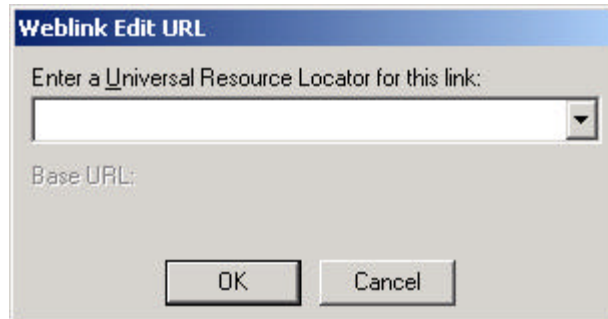 Weblink Edit URL
Enter a Universal Resource Locator for this link:
Base URL:
OK Cancel